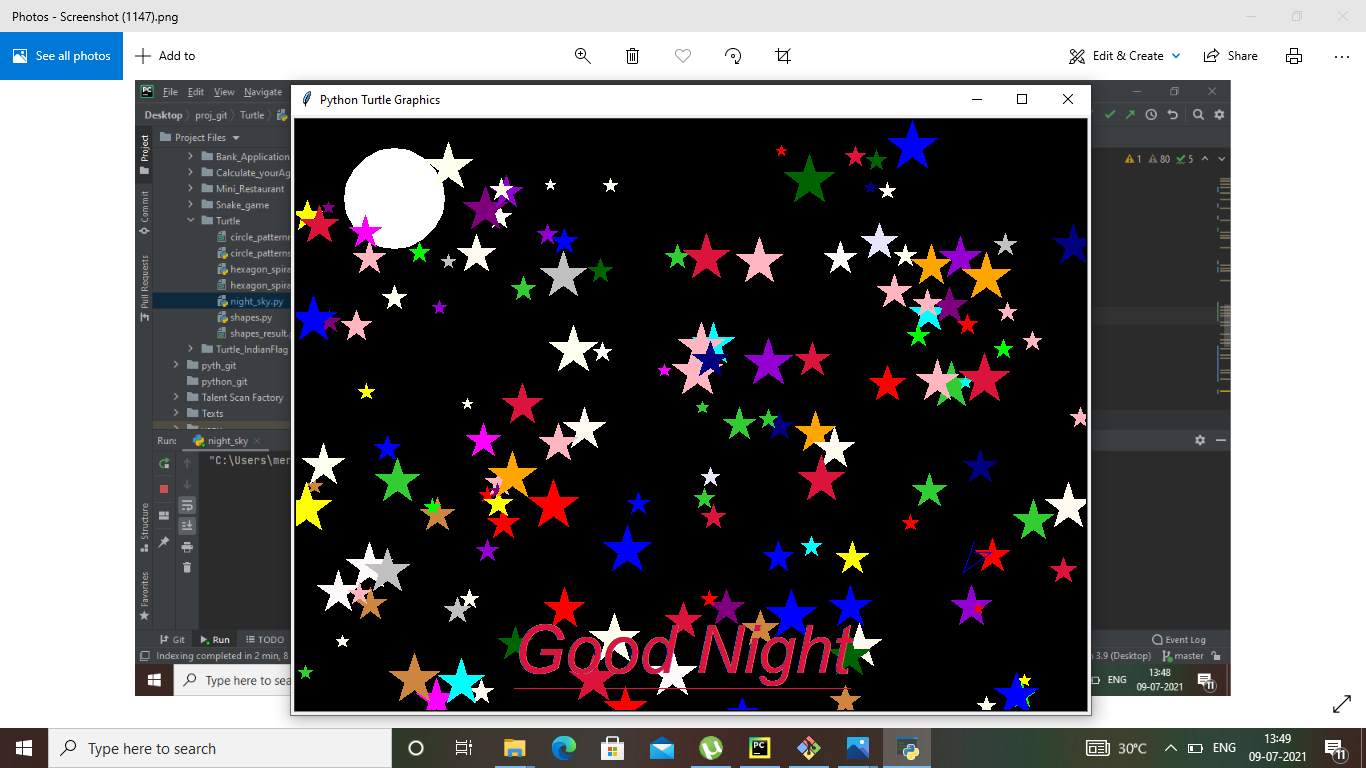 Photos - Screenshot (1147).png
See all photos
Add to
Edit & Create
Share
PC
File Edit View Navigate
Python Turtle Graphics
Desktop proj_git Turtle
Project Files
1 80 5
Project
Bank_Application
Calculate_yourAg
Mini_Restaurant
Snake_game
Turtle
circle_pattern
circle_patterns
hexagon_spira
hexagon_spira
night_sky.py
shapes.py
shapes_result.
Turtle_IndianFlag
pyth_git
python_git
Talent Scan Factory
Texts
Commit
Pull Requests
Run: night_sky
"C:\Users\mer
Structure
Favorites
Good Night
Git Run TODO
Event Log
Indexing completed in 2 min, 8
3.9 (Desktop) master
Type here to sea
ENG
13:48
09-07-2021
11
Type here to search
PC
30°C
ENG
13:49
09-07-2021
11